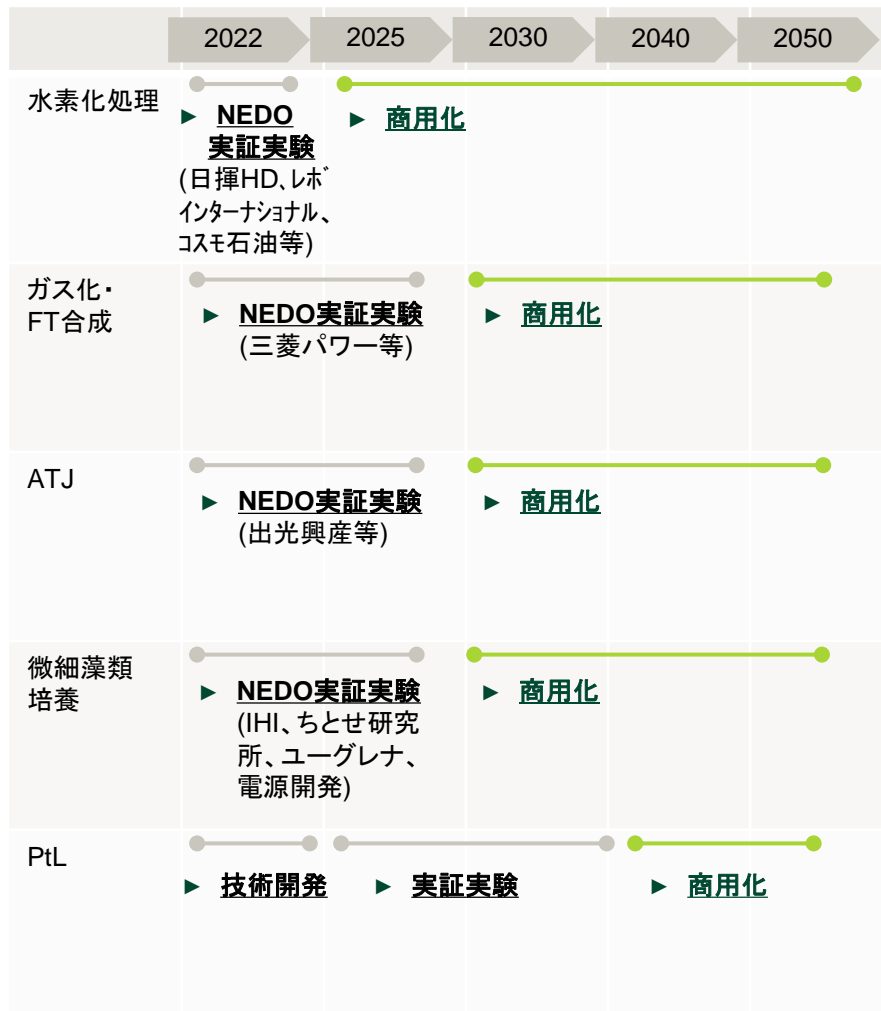 2022 2025 2030 2040 2050
水素化処理
► NEDO
実証実験
(日揮HD、ﾚﾎﾞ
ｲﾝﾀｰﾅｼｮﾅﾙ、
ｺｽﾓ石油等)
► 商用化
ガス化・
FT合成
► NEDO実証実験
(三菱パワー等)
► 商用化
ATJ
► NEDO実証実験
(出光興産等)
► 商用化
微細藻類
培養
► NEDO実証実験
(IHI、ちとせ研究
所、ユーグレナ、
電源開発)
► 商用化
PtL
► 技術開発
► 実証実験
► 商用化